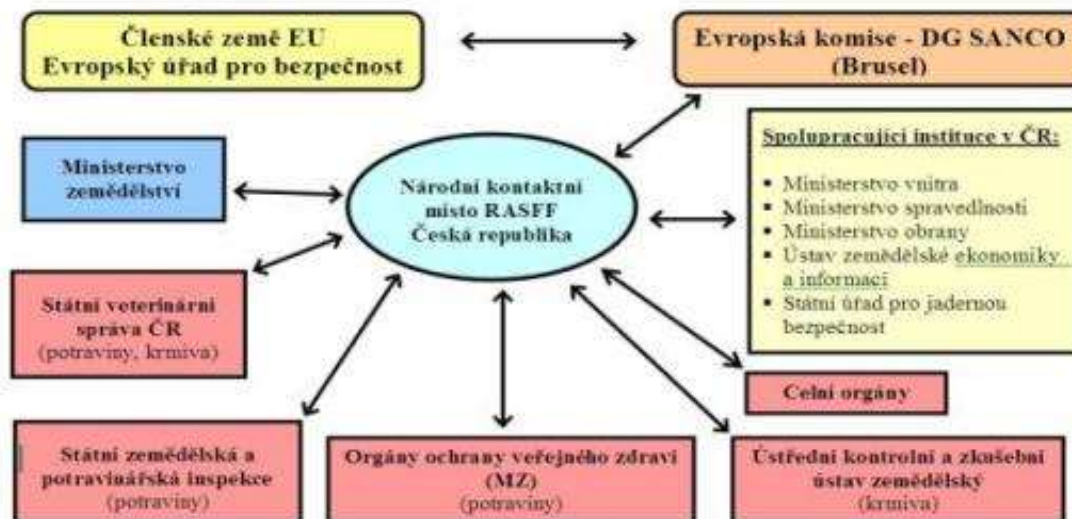 Členské země EU
Evropský úřad pro bezpečnost
Evropská komise - DG SANCO
(Brusel)
Ministerstvo
zemědělství
Národní kontaktní
místo RASFF
Česká republika
Spolupracující instituce v ČR:
▪ Ministerstvo vnitra
▪ Ministerstvo spravedlnosti
▪ Ministerstvo obrany
▪ Ústav zemědělské ekonomiky
a informací
▪ Státní úřad pro jadernou
bezpečnost
Státní veterinární
správa ČR
(potraviny, krmiva)
Celní orgány
Státní zemědělská a
potravinářská inspekce
(potraviny)
Orgány ochrany veřejného zdraví
(MZ)
(potraviny)
Ústřední kontrolní a zkušební
ústav zemědělský
(krmiva)